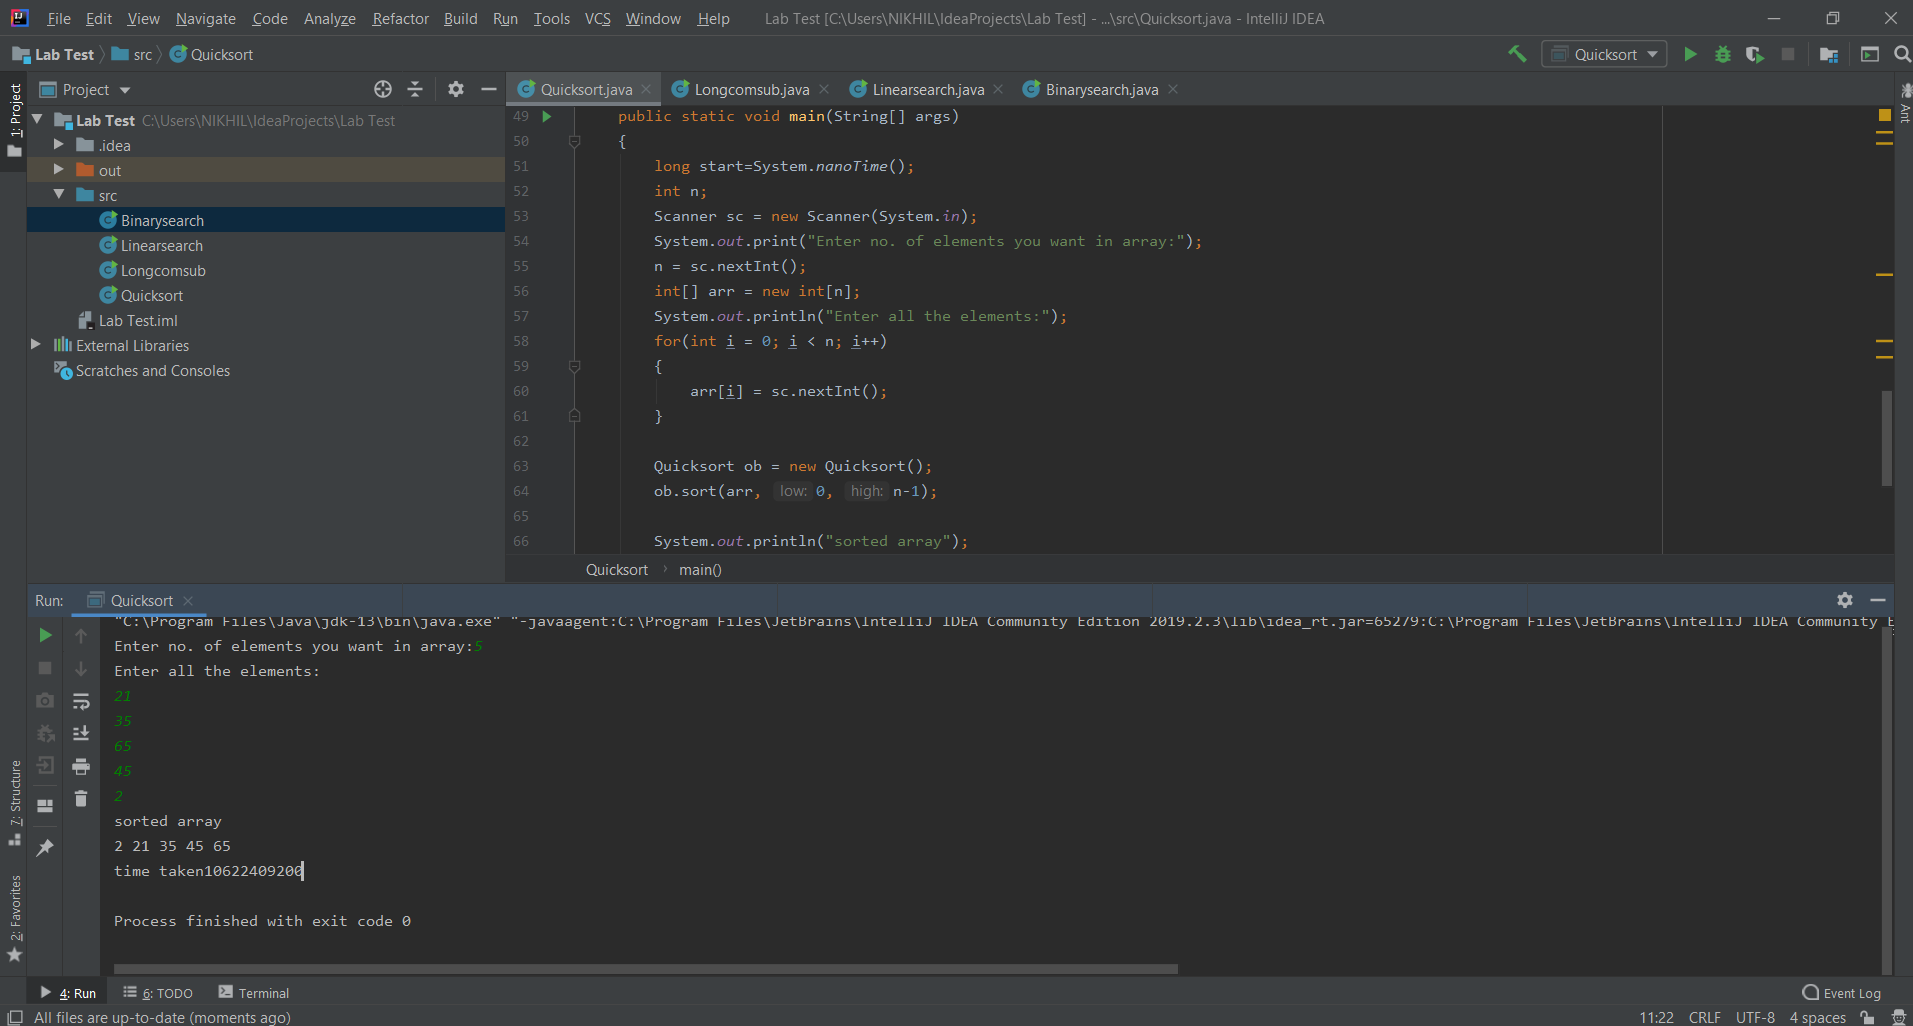 File Edit View Navigate Code Analyze Refactor Build Run Tools VCS Window Help Lab Test [C:\Users\NIKHIL\IdeaProjects\Lab Test] - ...\src\Quicksort.java - IntelliJ IDEA
Lab Test src Quicksort Quicksort
1: Project
Project
Quicksort.java Longcomsub.java Linearsearch.java Binarysearch.java
Ant
Lab Test C:\Users\NIKHIL\IdeaProjects\Lab Test
.idea
out
src
Binarysearch
Linearsearch
Longcomsub
Quicksort
Lab Test.iml
External Libraries
Scratches and Consoles
49 public static void main(String[] args)
50 {
51 long start=System.nanoTime();
52 int n;
53 Scanner sc = new Scanner(System.in);
54 System.out.print("Enter no. of elements you want in array:");
55 n = sc.nextInt();
56 int[] arr = new int[n];
57 System.out.println("Enter all the elements:");
58 for(int i = 0; i < n; i++)
59 {
60 arr[i] = sc.nextInt();
61 }
62
63 Quicksort ob = new Quicksort();
64 ob.sort(arr, low: 0, high: n-1);
65
66 System.out.println("sorted array");
Quicksort main()
Run: Quicksort
"C:\Program Files\Java\jdk-13\bin\java.exe" "-javaagent:C:\Program Files\JetBrains\IntelliJ IDEA Community Edition 2019.2.3\lib\idea_rt.jar=65279:C:\Program Files\JetBrains\IntelliJ IDEA Community E
Enter no. of elements you want in array:5
Enter all the elements:
21
35
65
45
2
sorted array
2 21 35 45 65
time taken10622409200
Process finished with exit code 0
7: Structure
2: Favorites
4: Run 6: TODO Terminal Event Log
All files are up-to-date (moments ago) 11:22 CRLF UTF-8 4 spaces